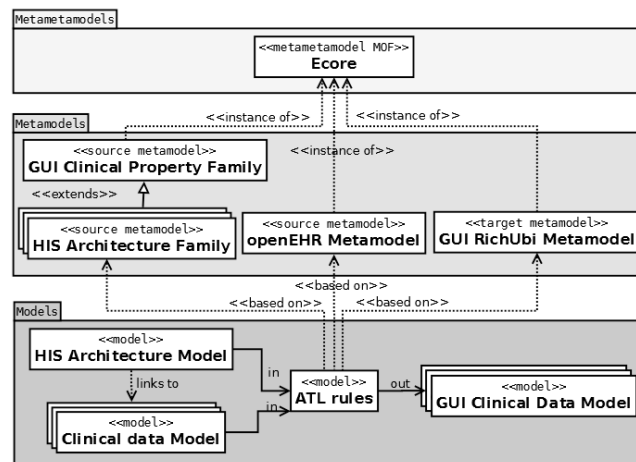 Metametamodels
<<metametamodel MOF>>
Ecore
<<instance of>>
<<instance of>>
Metamodels
<<source metamodel>>
GUI Clinical Property Family
<<instance of>>
<<extends>>
<<source metamodel>>
HIS Architecture Family
<<source metamodel>>
openEHR Metamodel
<<target metamodel>>
GUI RichUbi Metamodel
<<based on>>
<<based on>>
<<based on>>
Models
<<model>>
HIS Architecture Model
in
links to
<<model>>
ATL rules
out
<<model>>
GUI Clinical Data Model
in
<<model>>
Clinical data Model